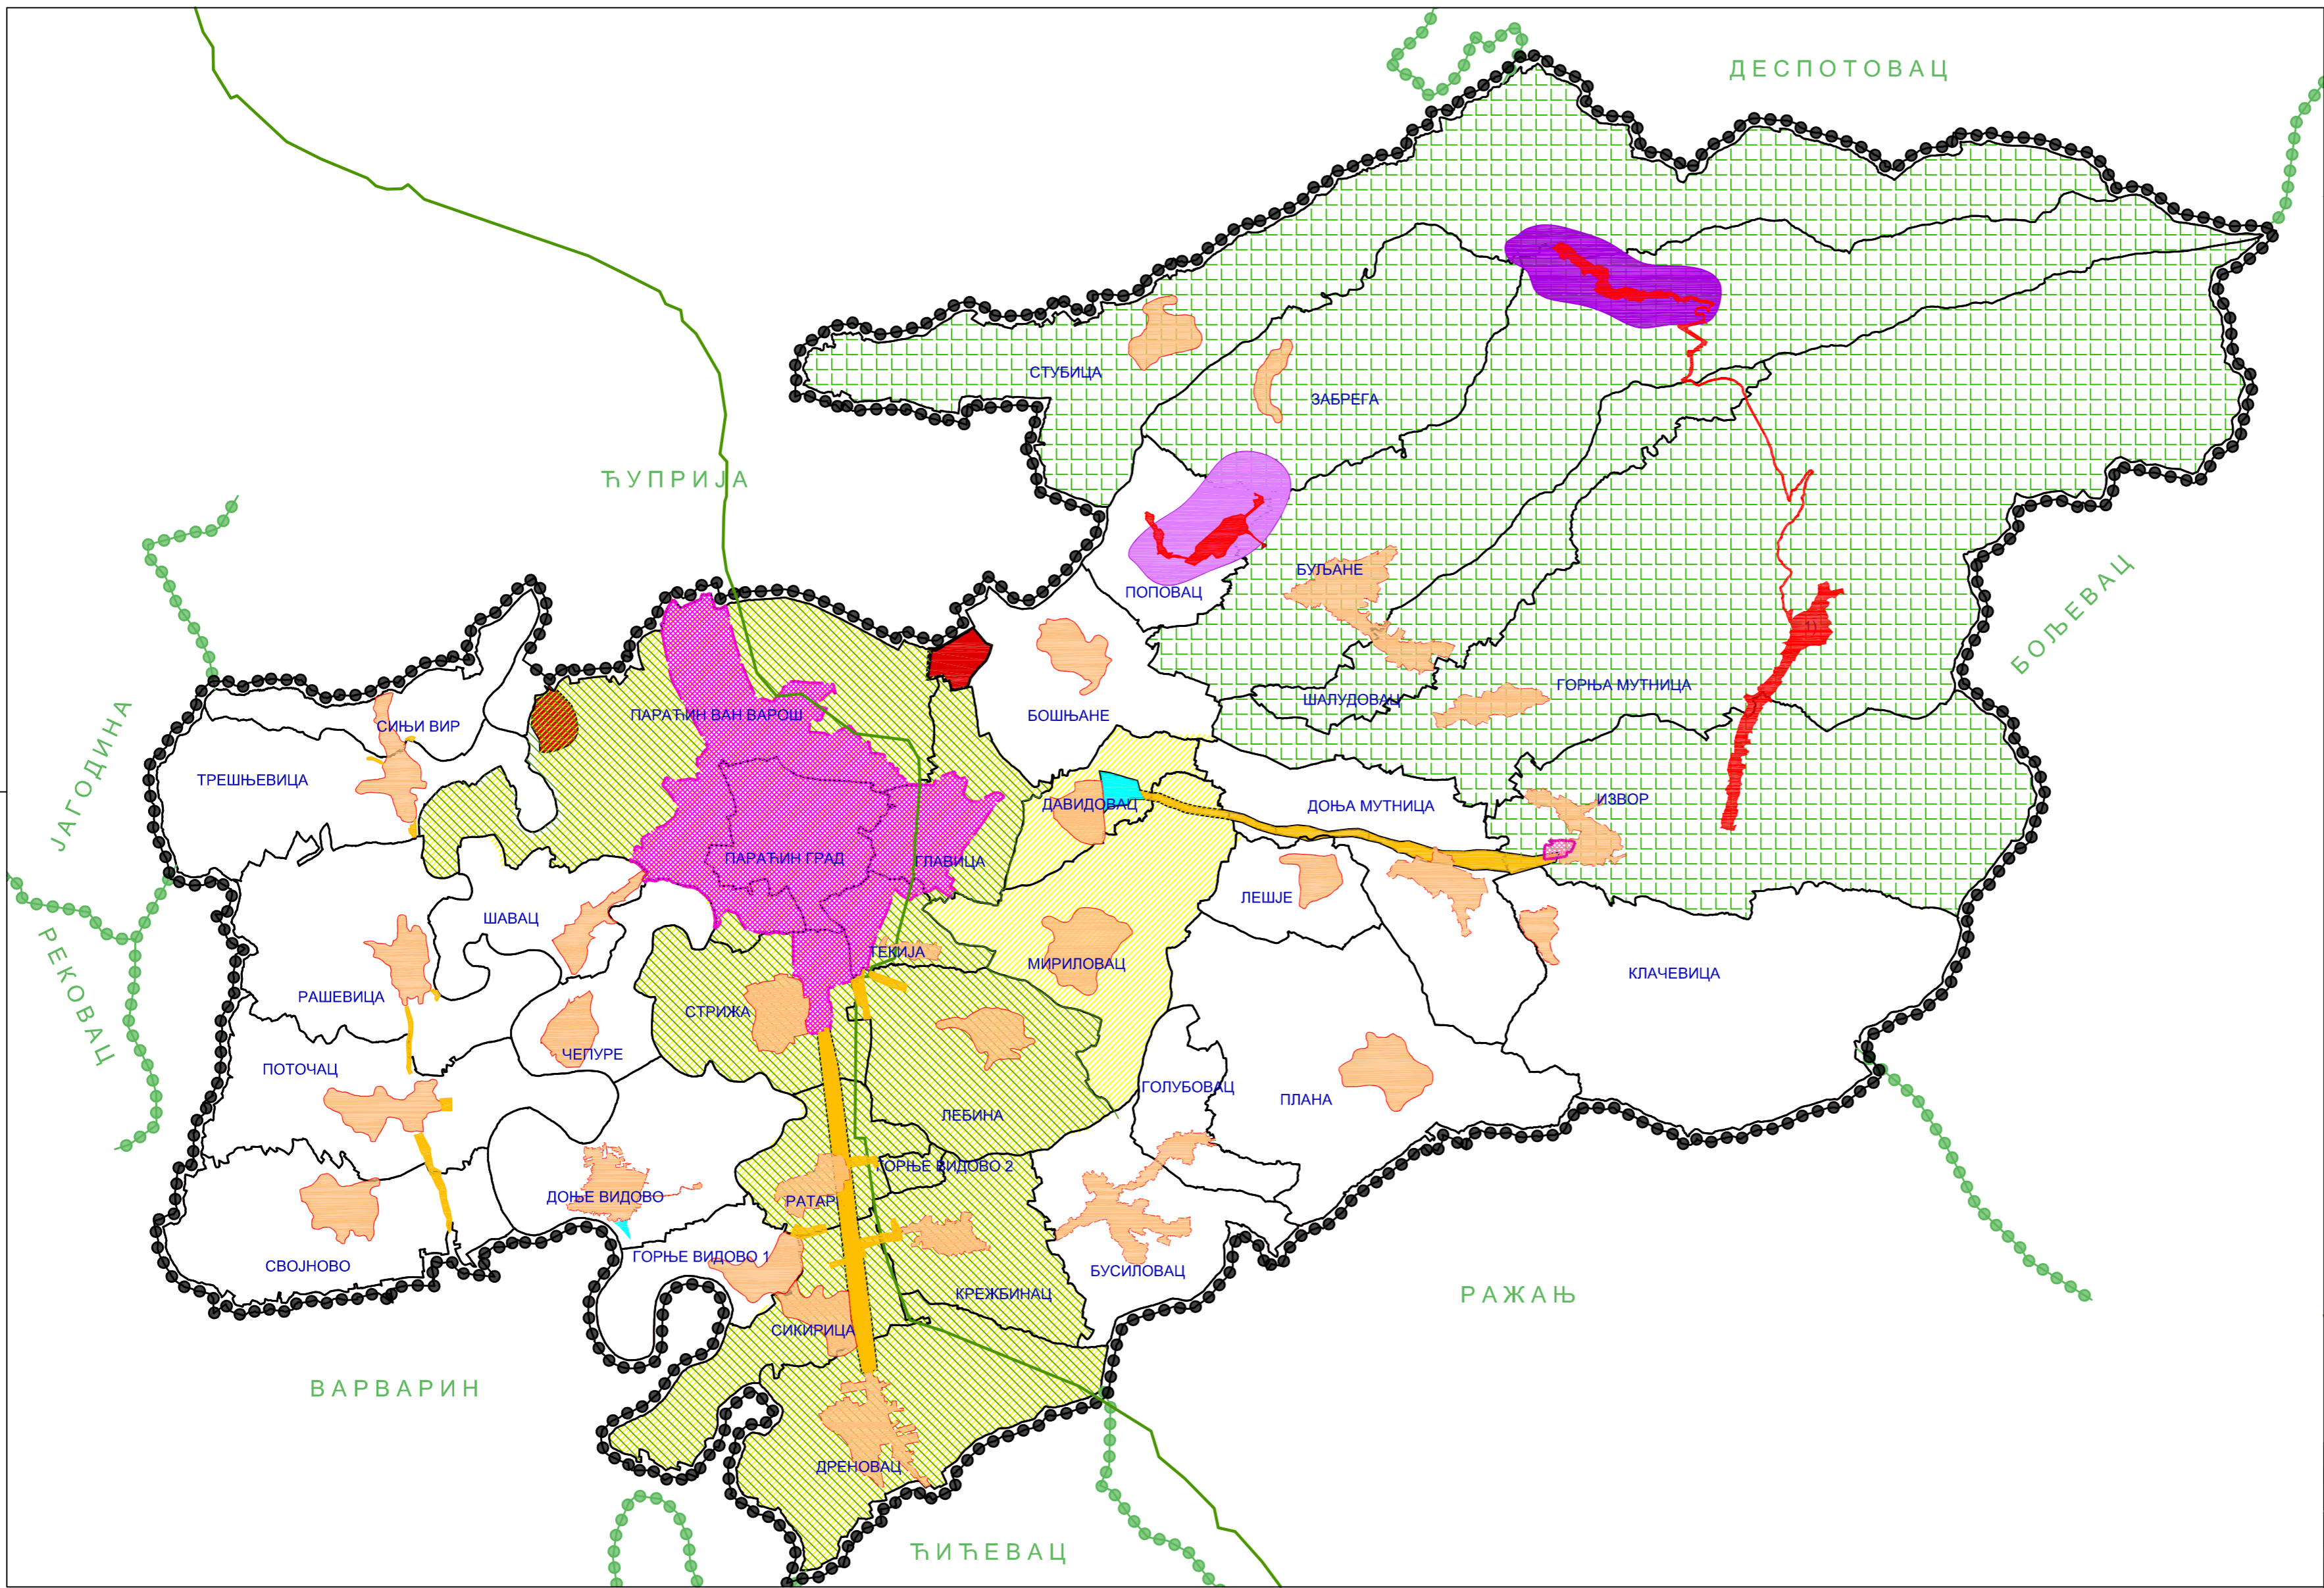 ДЕСПОТОВАЦ
СТУБИЦА
ЗАБРЕГА
ЋУПРИЈА
БУЉАНЕ
ПОПОВАЦ
БОЉЕВАЦ
ГОРЊА МУТНИЦА
ШАЛУДОВАЦ
БОШЊАНЕ
ПАРАЋИН ВАН ВАРОШ
СИЊИ ВИР
ЈАГОДИНА
ТРЕШЊЕВИЦА
ДАВИДОВАЦ
ДОЊА МУТНИЦА
ИЗВОР
ПАРАЋИН ГРАД
ГЛАВИЦА
ЛЕШЈЕ
ШАВАЦ
ТЕКИЈА
МИРИЛОВАЦ
КЛАЧЕВИЦА
РЕКОВАЦ
РАШЕВИЦА
СТРИЖА
ЧЕПУРЕ
ПОТОЧАЦ
ГОЛУБОВАЦ
ПЛАНА
ЛЕБИНА
ГОРЊЕ ВИДОВО 2
ДОЊЕ ВИДОВО
РАТАРЕ
ГОРЊЕ ВИДОВО 1
СВОЈНОВО
БУСИЛОВАЦ
КРЕЖБИНАЦ
РАЖАЊ
СИКИРИЦА
ВАРВАРИН
ДРЕНОВАЦ
ЋИЋЕВАЦ